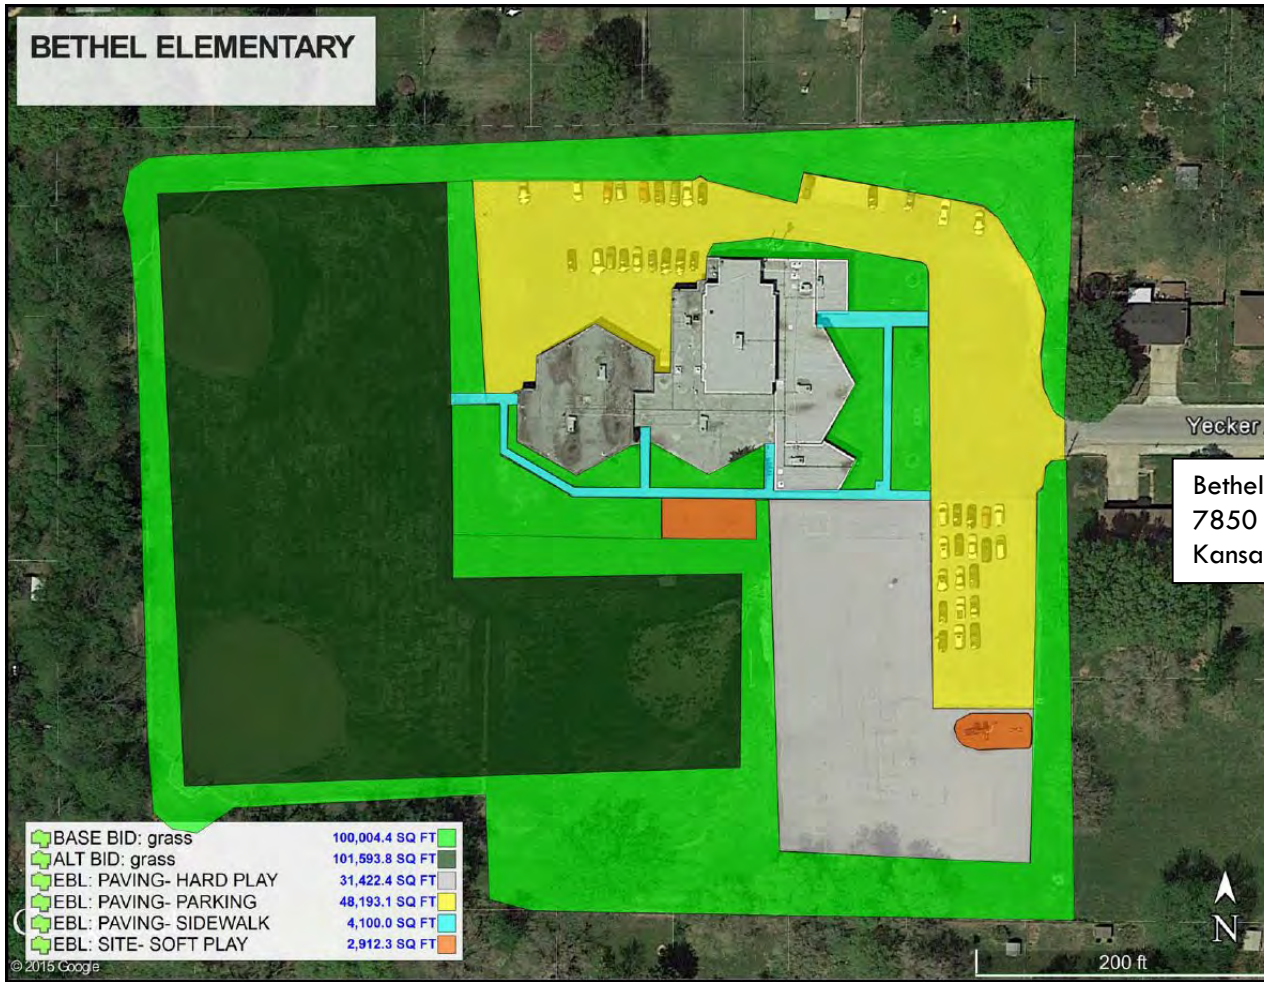 BETHEL ELEMENTARY
Yecker
Bethel
7850
Kansa
BASE BID: grass 100,004.4 SQ FT
ALT BID: grass 101,593.8 SQ FT
EBL: PAVING- HARD PLAY 31,422.4 SQ FT
EBL: PAVING- PARKING 48,193.1 SQ FT
EBL: PAVING- SIDEWALK 4,100.0 SQ FT
EBL: SITE- SOFT PLAY 2,912.3 SQ FT
© 2015 Google
N
200 ft